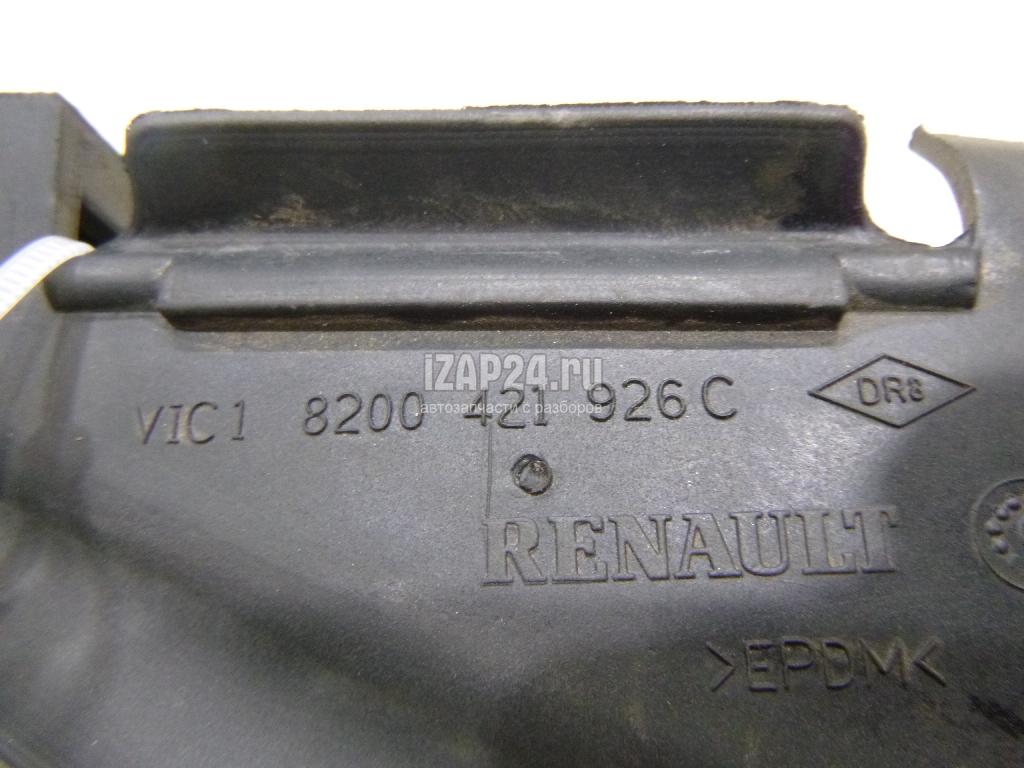 iZAP24.ru
автозапчасти с разборов
VIC1 8200 421 926 C
DR8
RENAULT
>EPDM<